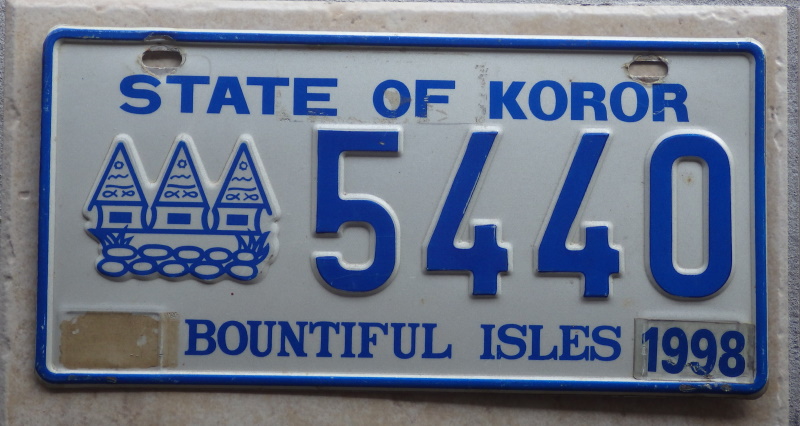 STATE OF KOROR
5440
BOUNTIFUL ISLES 1998